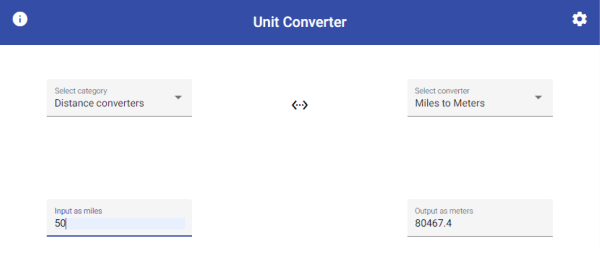 Unit Converter
Select category
Distance converters
Select converter
Miles to Meters
Input as miles
50
Output as meters
80467.4